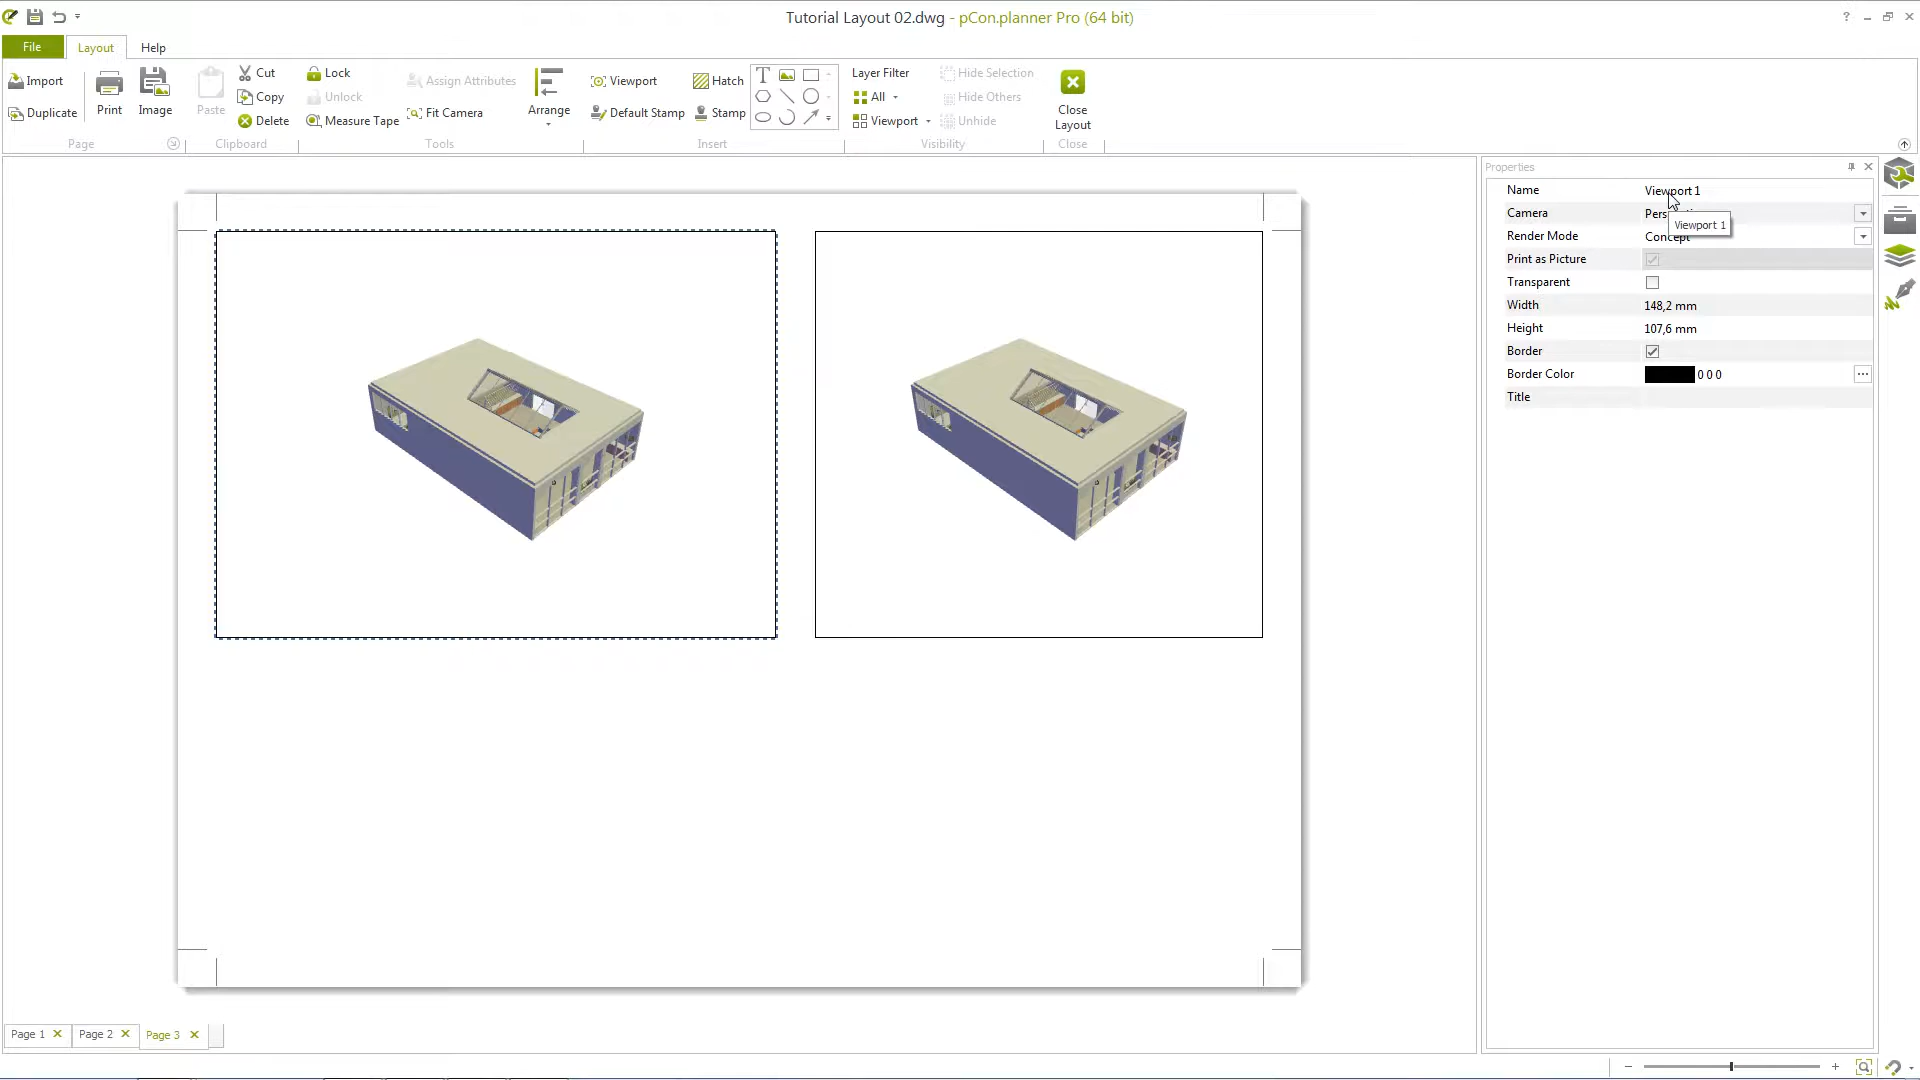 Tutorial Layout 02.dwg - pCon.planner Pro (64 bit)
File
Layout
Help
Import
Duplicate
Print
Image
Paste
Cut
Copy
Delete
Lock
Unlock
Measure Tape
Assign Attributes
Fit Camera
Arrange
Viewport
Default Stamp
Hatch
Stamp
Layer Filter
All
Viewport
Hide Selection
Hide Others
Unhide
Close
Layout
Page
Clipboard
Tools
Insert
Visibility
Close
Properties
Name Viewport 1
Camera
Viewport 1
Render Mode Concept
Print as Picture
Transparent
Width 148,2 mm
Height 107,6 mm
Border
Border Color 0 0 0
Title
Page 1
Page 2
Page 3